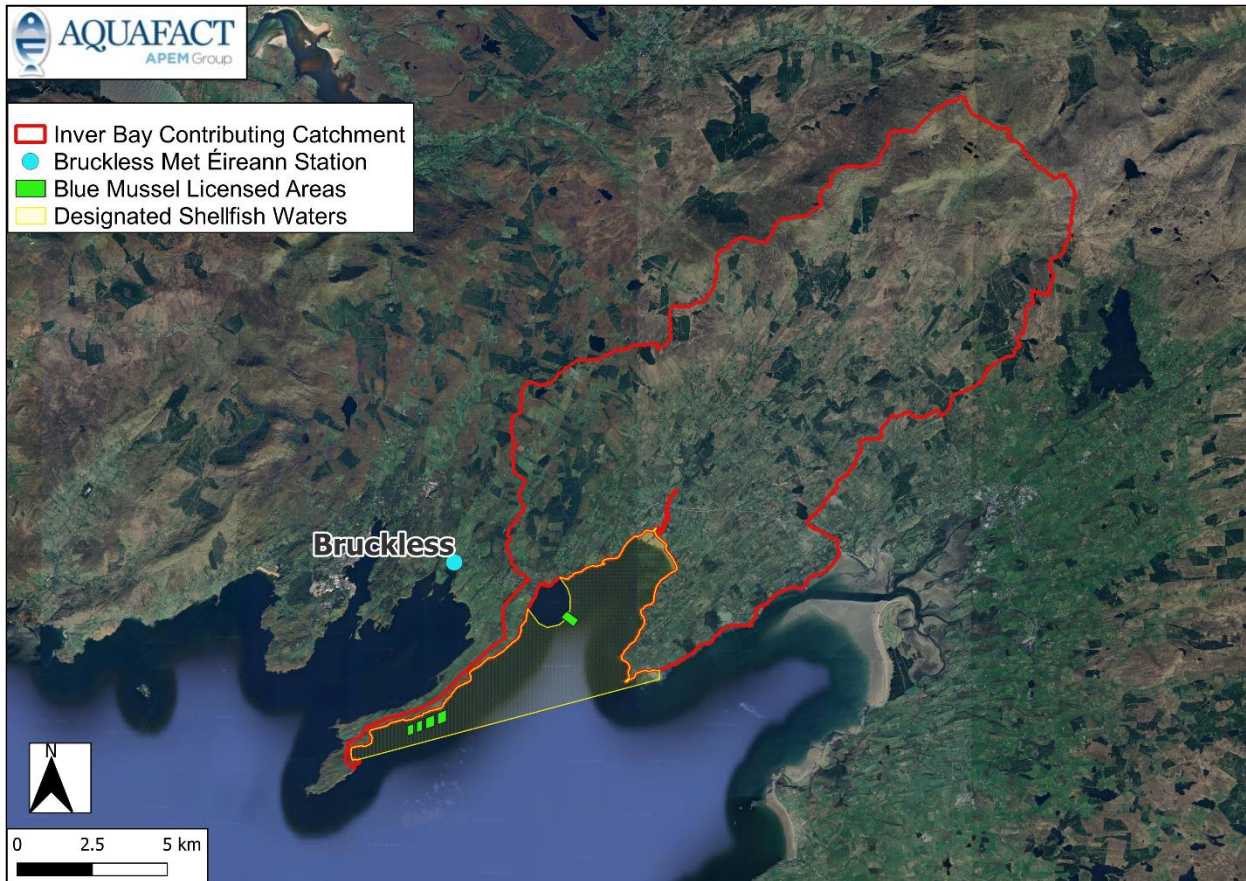 AQUAFACT
APEM Group
Inver Bay Contributing Catchment
Bruckless Met Éireann Station
Blue Mussel Licensed Areas
Designated Shellfish Waters
Bruckless
N
0 2.5 5 km